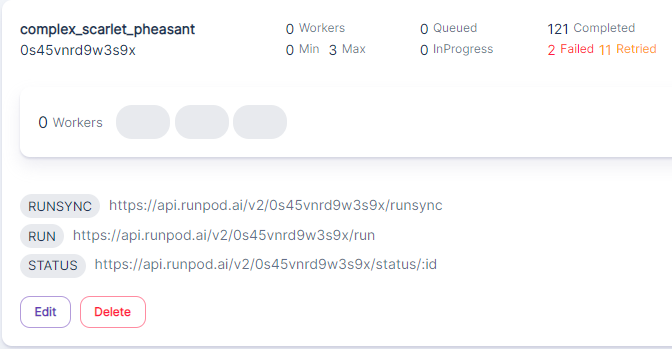 complex_scarlet_pheasant
0s45vnrd9w3s9x
0 Workers
0 Min 3 Max
0 Queued
0 InProgress
121 Completed
2 Failed 11 Retried
0 Workers
RUNSYNC https://api.runpod.ai/v2/0s45vnrd9w3s9x/runsync
RUN https://api.runpod.ai/v2/0s45vnrd9w3s9x/run
STATUS https://api.runpod.ai/v2/0s45vnrd9w3s9x/status/:id
Edit Delete